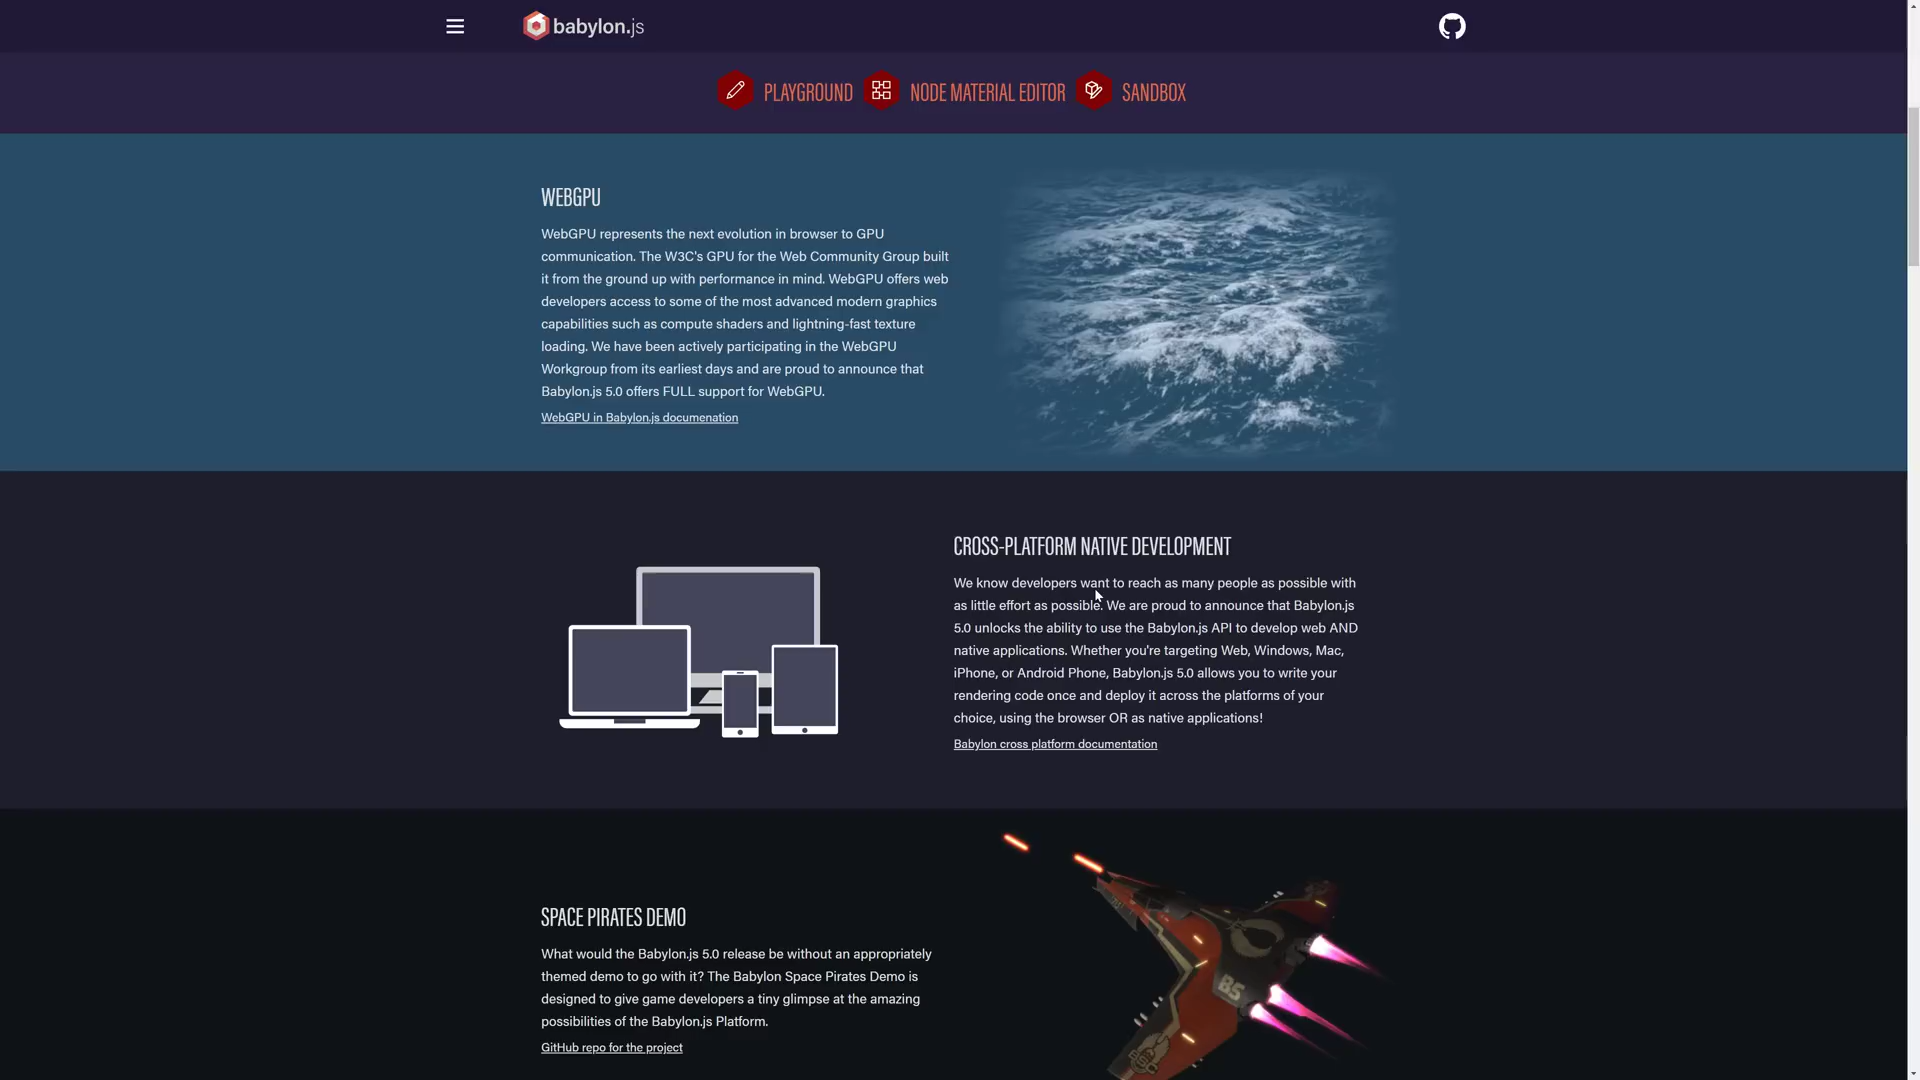 babylon.js
PLAYGROUND NODE MATERIAL EDITOR SANDBOX
WEBGPU
WebGPU represents the next evolution in browser to GPU
communication. The W3C's GPU for the Web Community Group built
it from the ground up with performance in mind. WebGPU offers web
developers access to some of the most advanced modern graphics
capabilities such as compute shaders and lightning-fast texture
loading. We have been actively participating in the WebGPU
Workgroup from its earliest days and are proud to announce that
Babylon.js 5.0 offers FULL support for WebGPU.
WebGPU in Babylon.js documenation
CROSS-PLATFORM NATIVE DEVELOPMENT
We know developers want to reach as many people as possible with
as little effort as possible. We are proud to announce that Babylon.js
5.0 unlocks the ability to use the Babylon.js API to develop web AND
native applications. Whether you're targeting Web, Windows, Mac,
iPhone, or Android Phone, Babylon.js 5.0 allows you to write your
rendering code once and deploy it across the platforms of your
choice, using the browser OR as native applications!
Babylon cross platform documentation
SPACE PIRATES DEMO
What would the Babylon.js 5.0 release be without an appropriately
themed demo to go with it? The Babylon Space Pirates Demo is
designed to give game developers a tiny glimpse at the amazing
possibilities of the Babylon.js Platform.
GitHub repo for the project
B5